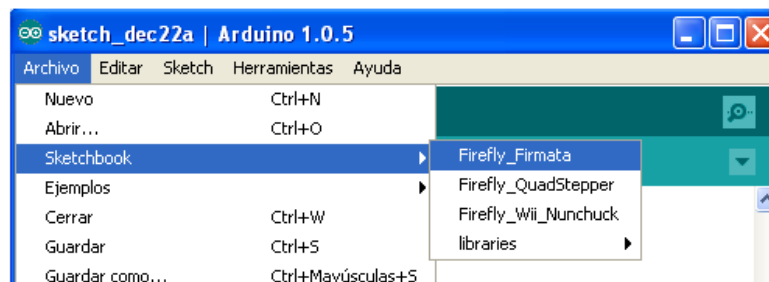 sketch_dec22a | Arduino 1.0.5
Archivo Editar Sketch Herramientas Ayuda
Nuevo Ctrl+N
Abrir... Ctrl+O
Sketchbook
Ejemplos
Cerrar Ctrl+W
Guardar Ctrl+S
Guardar como... Ctrl+Mayúsculas+S
Firefly_Firmata
Firefly_QuadStepper
Firefly_Wii_Nunchuck
libraries